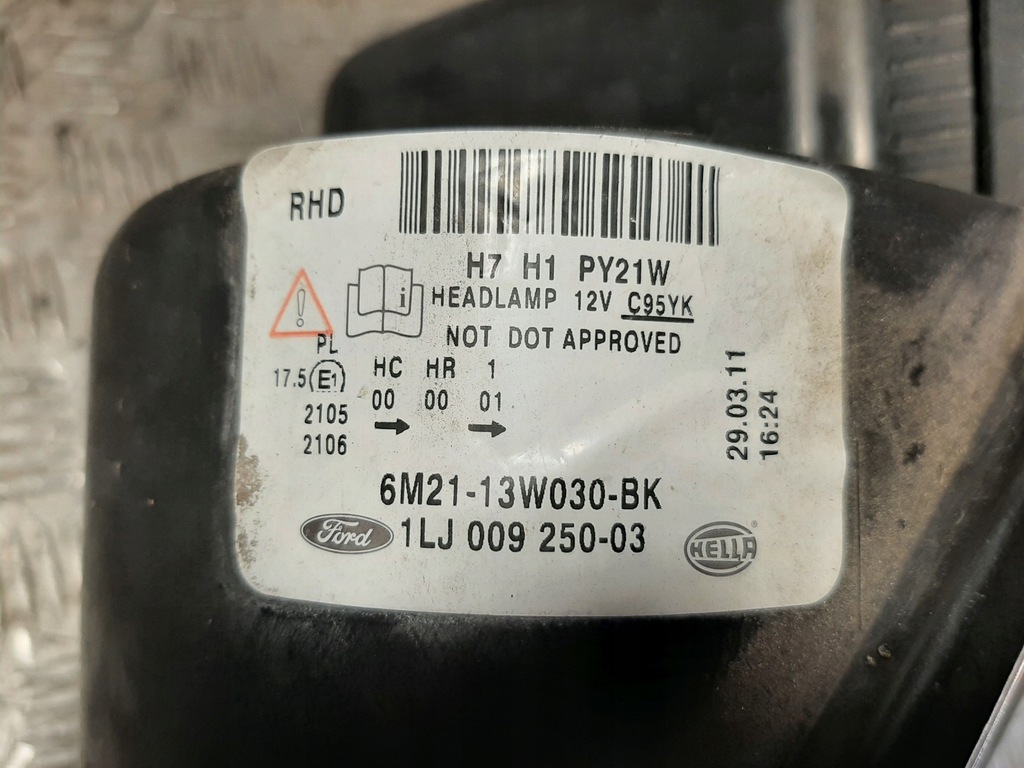 RHD
H7 H1 PY21W
HEADLAMP 12V C95YK
NOT DOT APPROVED
i
PL
17.5 E1
HC HR 1
00 00 01
2105
2106
29.03.11
16:24
6M21-13W030-BK
Ford 1LJ 009 250-03 HELLA ®